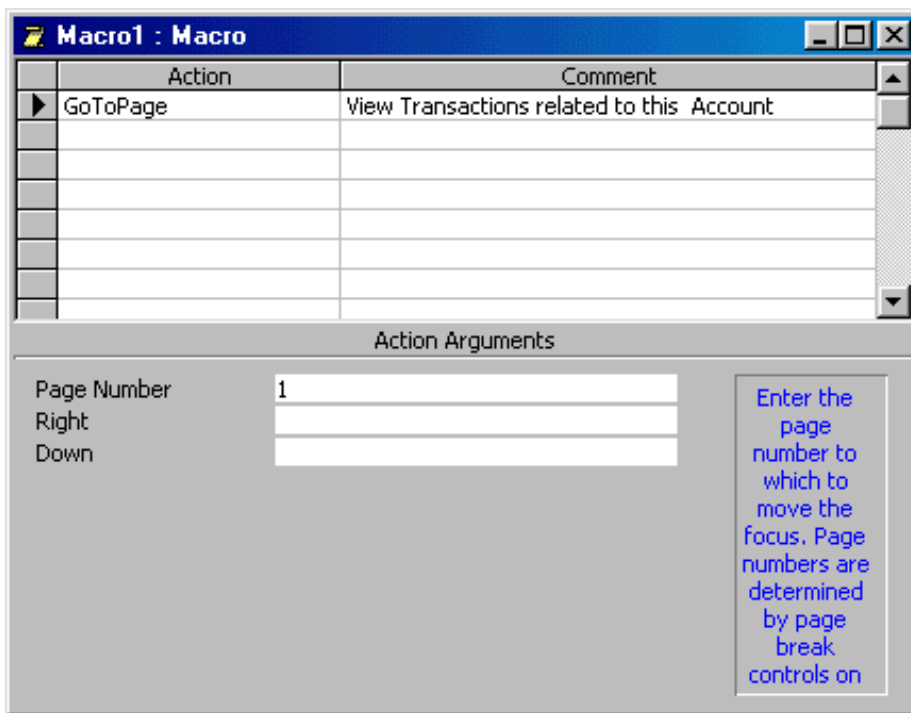 Macro1 : Macro
Action Comment
GoToPage View Transactions related to this  Account
Action Arguments
Page Number 1
Right
Down
Enter the
page
number to
which to
move the
focus. Page
numbers are
determined
by page
break
controls on